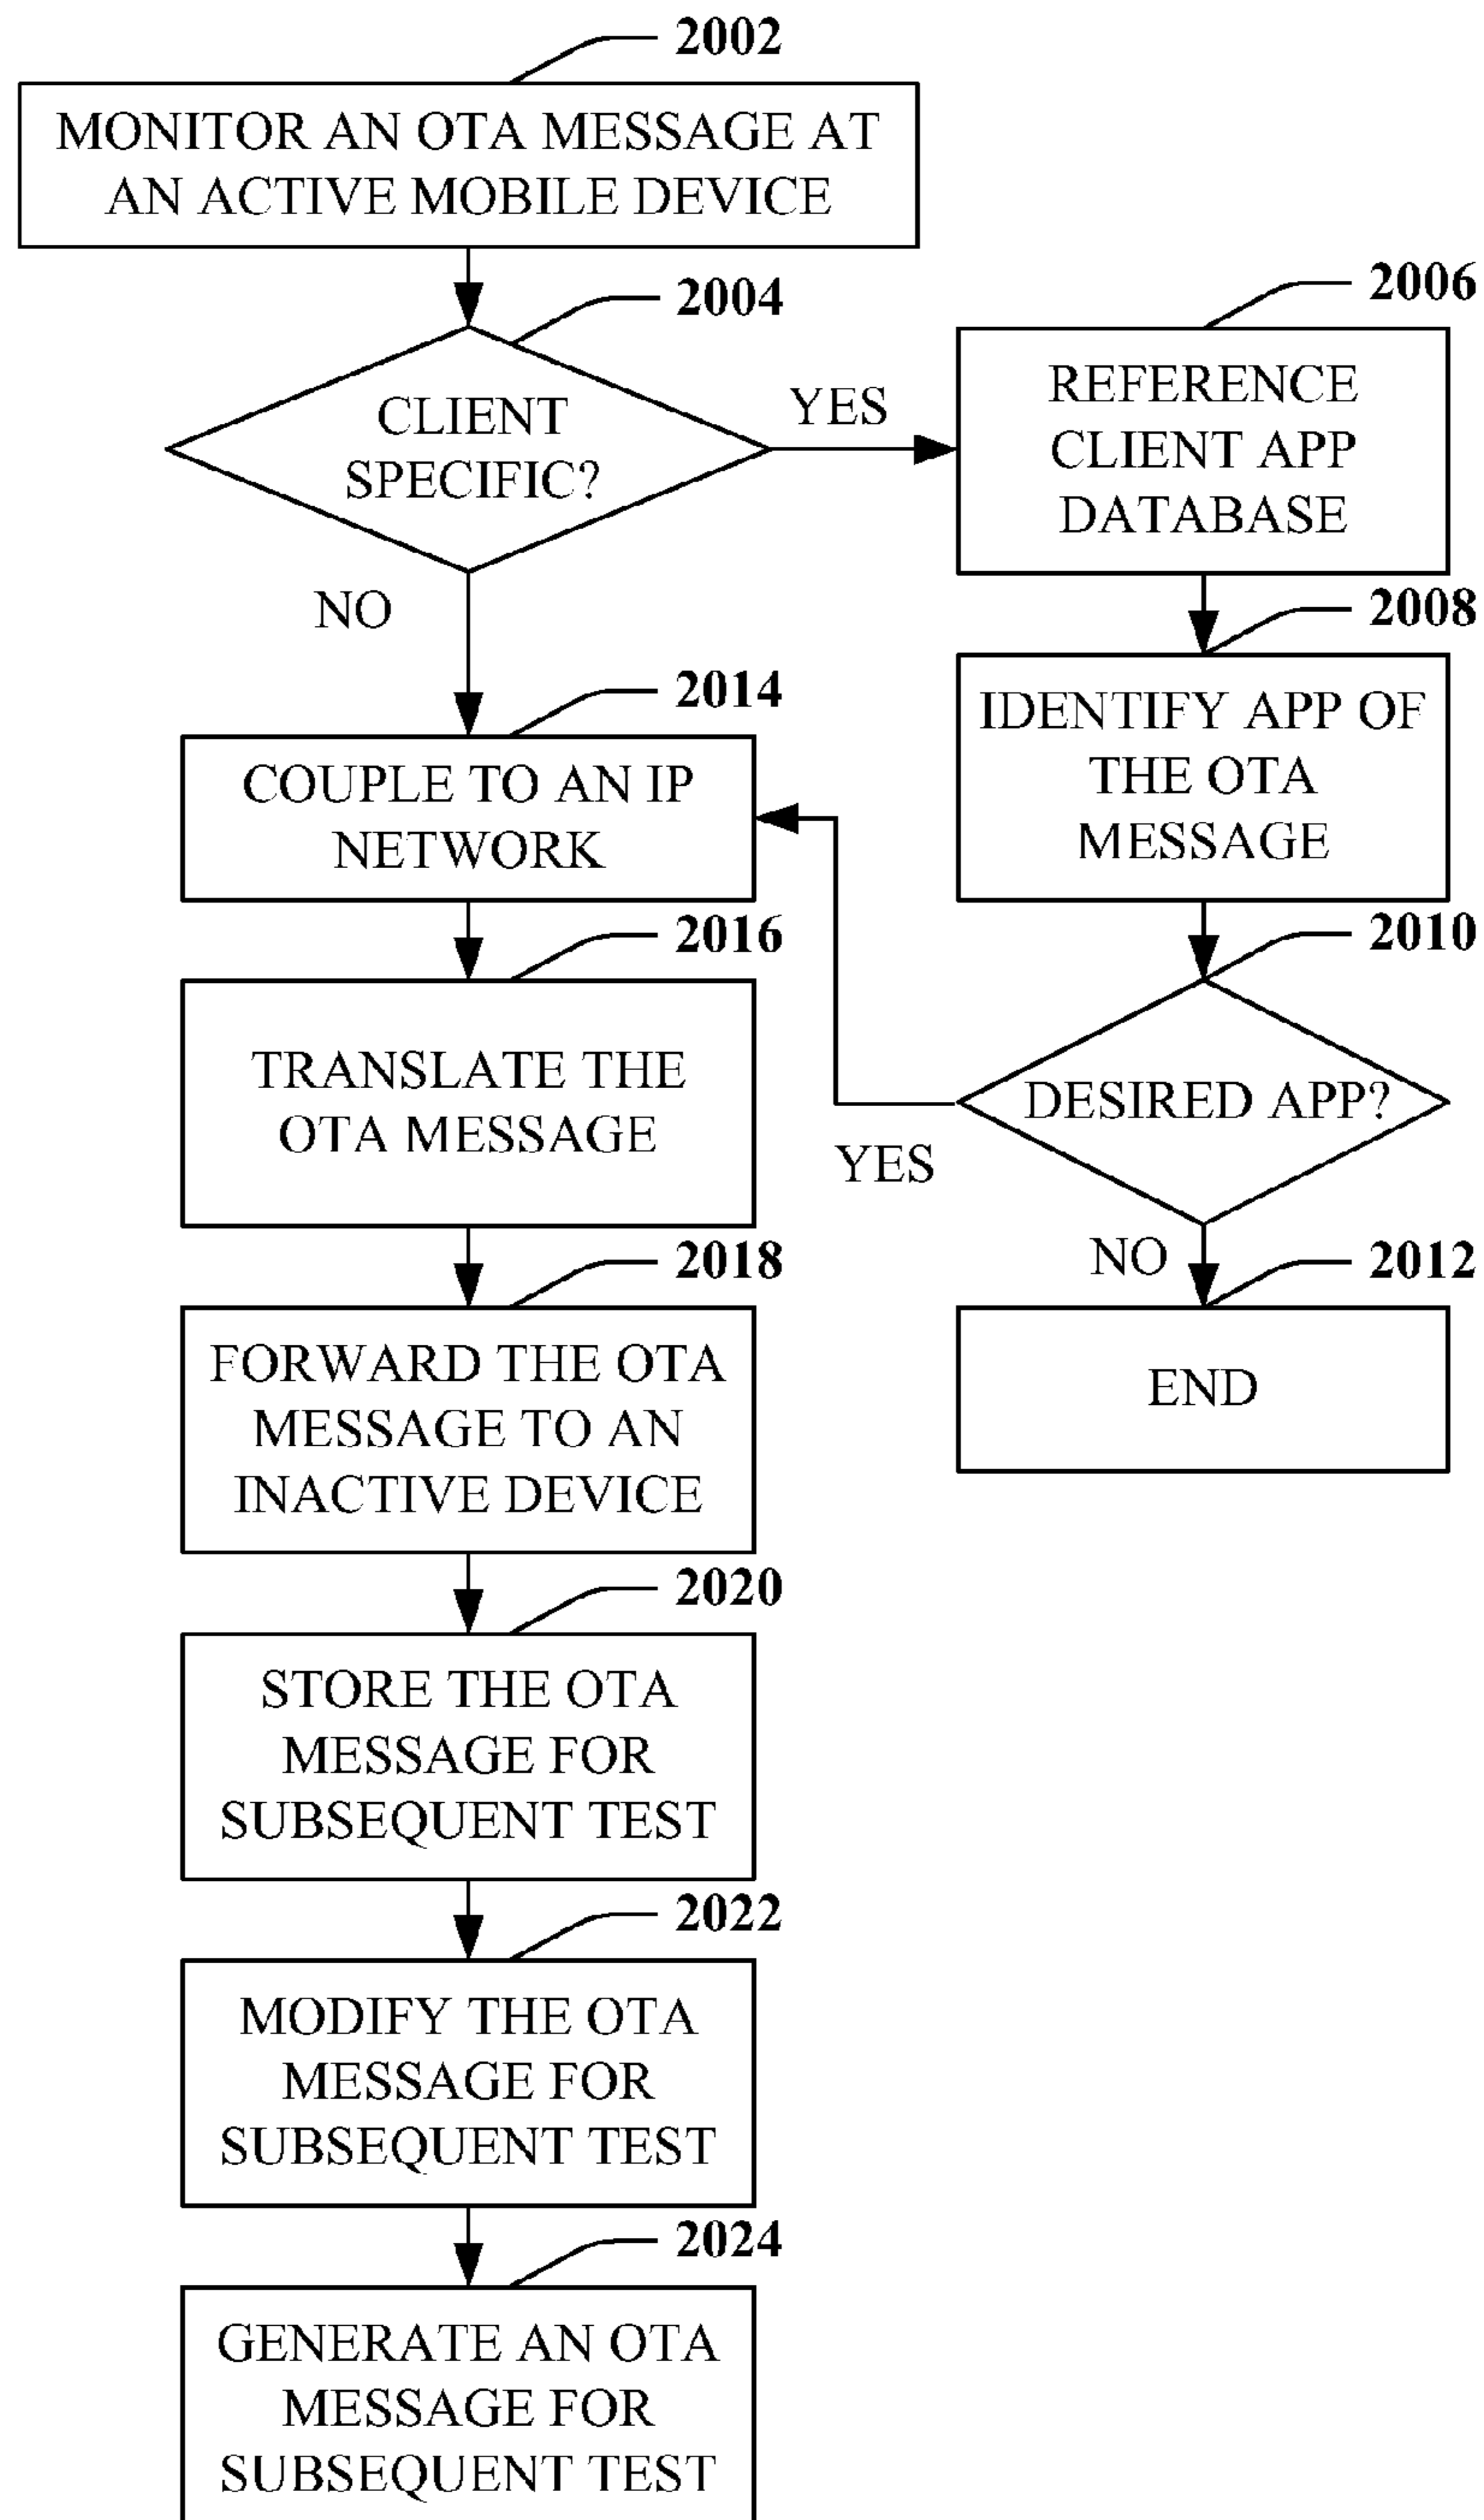 2002
MONITOR AN OTA MESSAGE AT
AN ACTIVE MOBILE DEVICE
2004
CLIENT
SPECIFIC?
YES
NO
2006
REFERENCE
CLIENT APP
DATABASE
2008
IDENTIFY APP OF
THE OTA
MESSAGE
2010
DESIRED APP?
YES
NO
2012
END
2014
COUPLE TO AN IP
NETWORK
2016
TRANSLATE THE
OTA MESSAGE
2018
FORWARD THE OTA
MESSAGE TO AN
INACTIVE DEVICE
2020
STORE THE OTA
MESSAGE FOR
SUBSEQUENT TEST
2022
MODIFY THE OTA
MESSAGE FOR
SUBSEQUENT TEST
2024
GENERATE AN OTA
MESSAGE FOR
SUBSEQUENT TEST